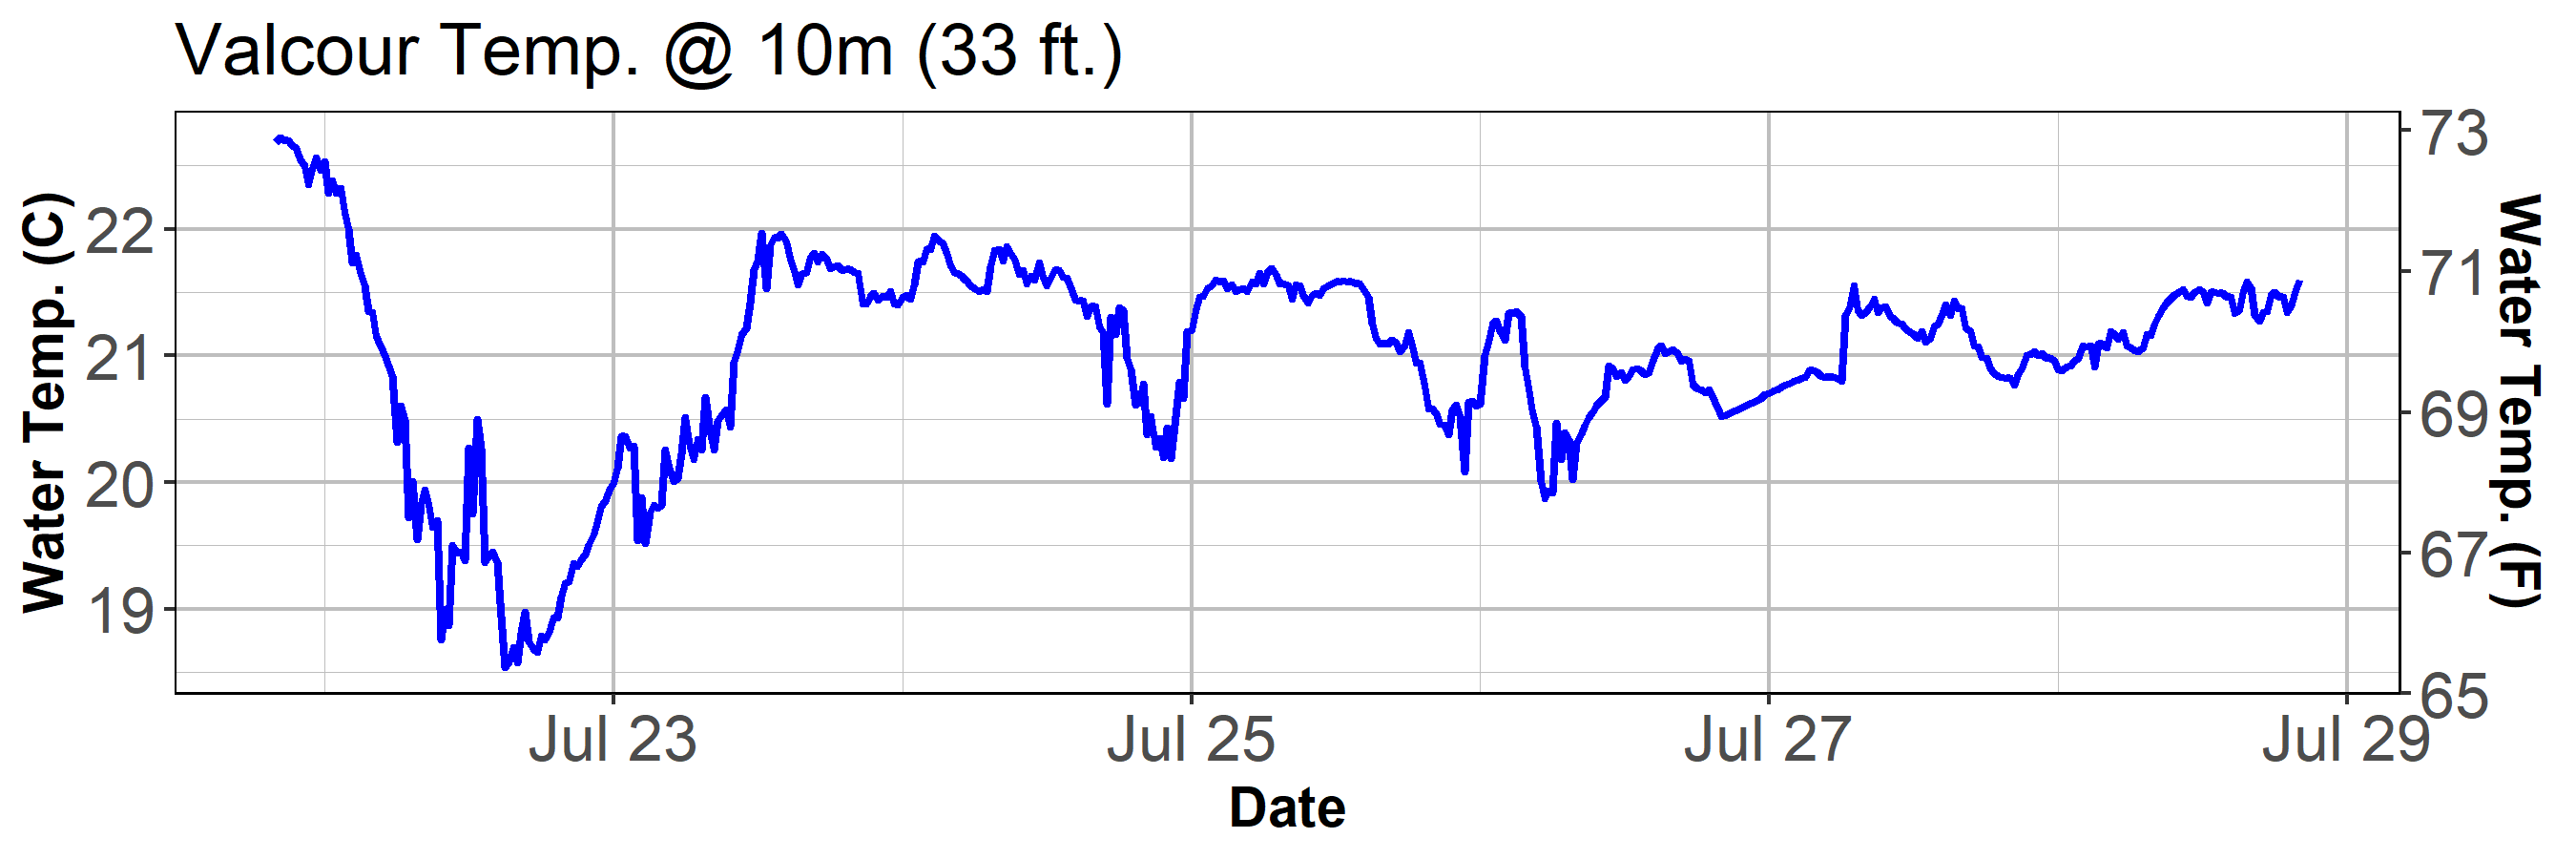 Valcour Temp. @ 10m (33 ft.)
Water Temp. (C)
22
21
20
19
73
71
69
67
65
Water Temp. (F)
Jul 23
Jul 25
Jul 27
Jul 29
Date